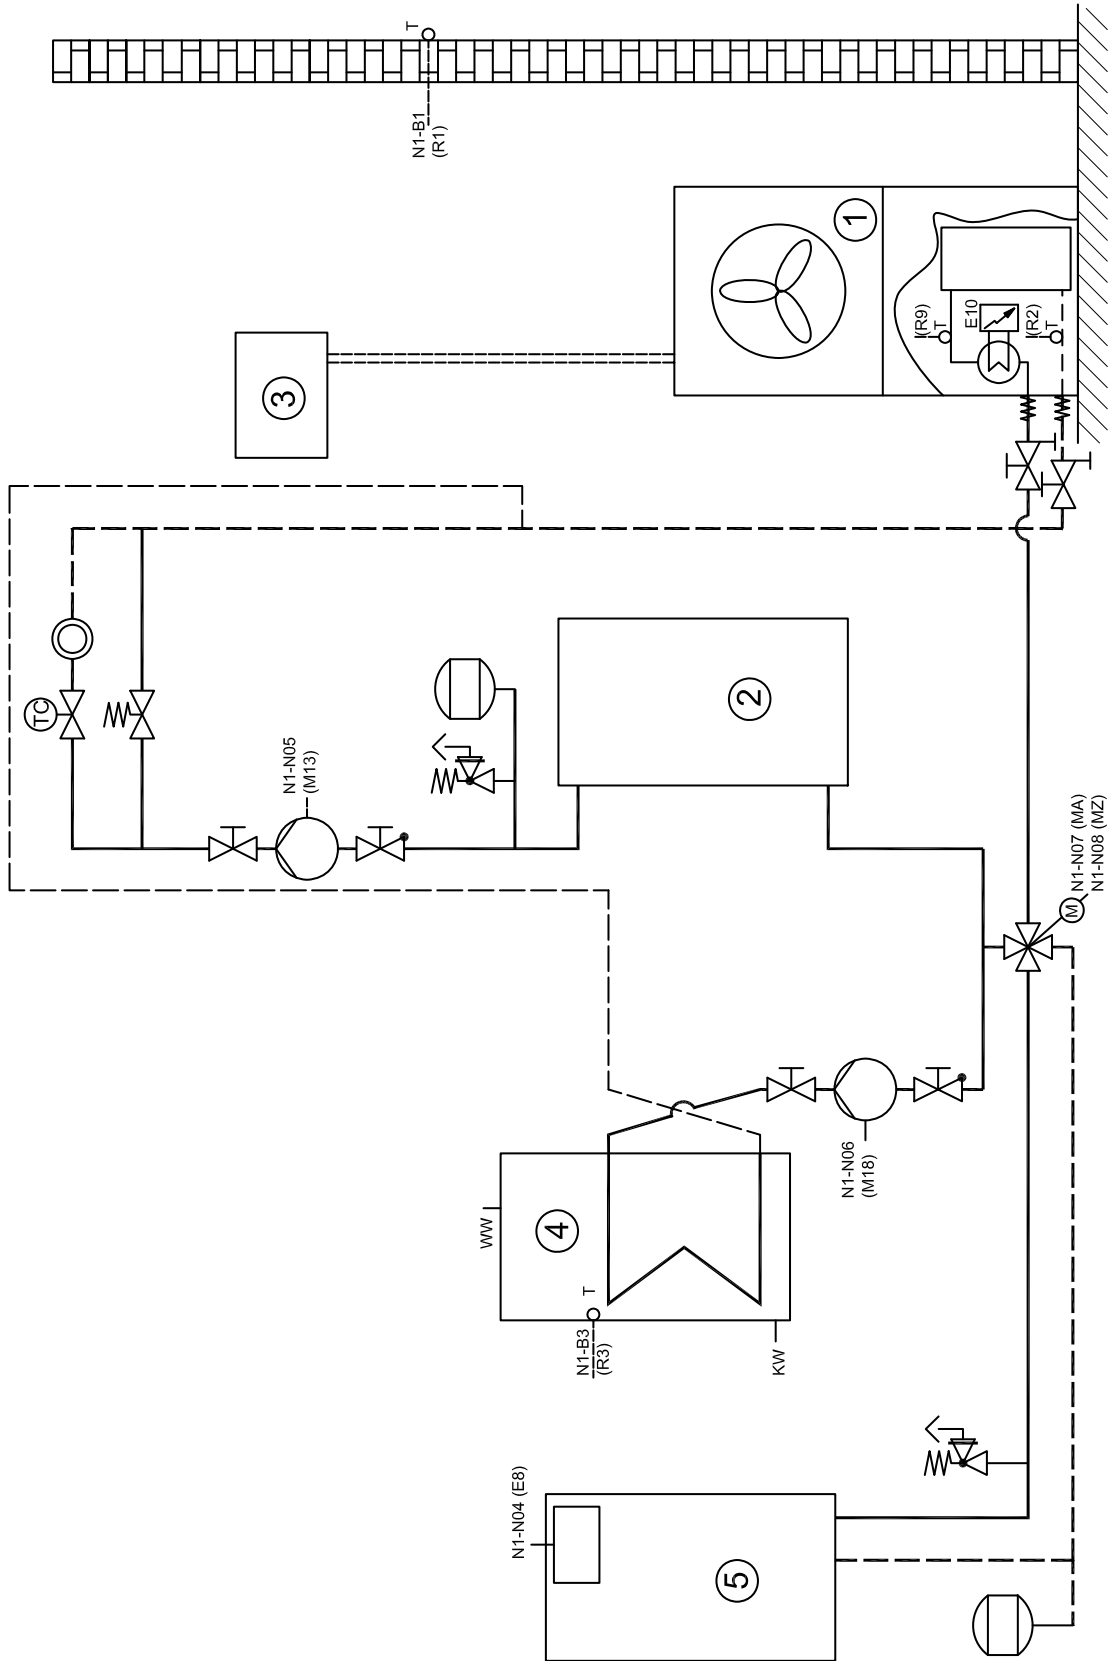 N1-N04 (E8)
5
WW
4
T
N1-B3
(R3)
KW
N1-N06
(M18)
M
N1-N07 (MA)
N1-N08 (MZ)
TC
N1-N05
(M13)
2
3
1
(R9)
T
E10
(R2)
T
T
N1-B1
(R1)